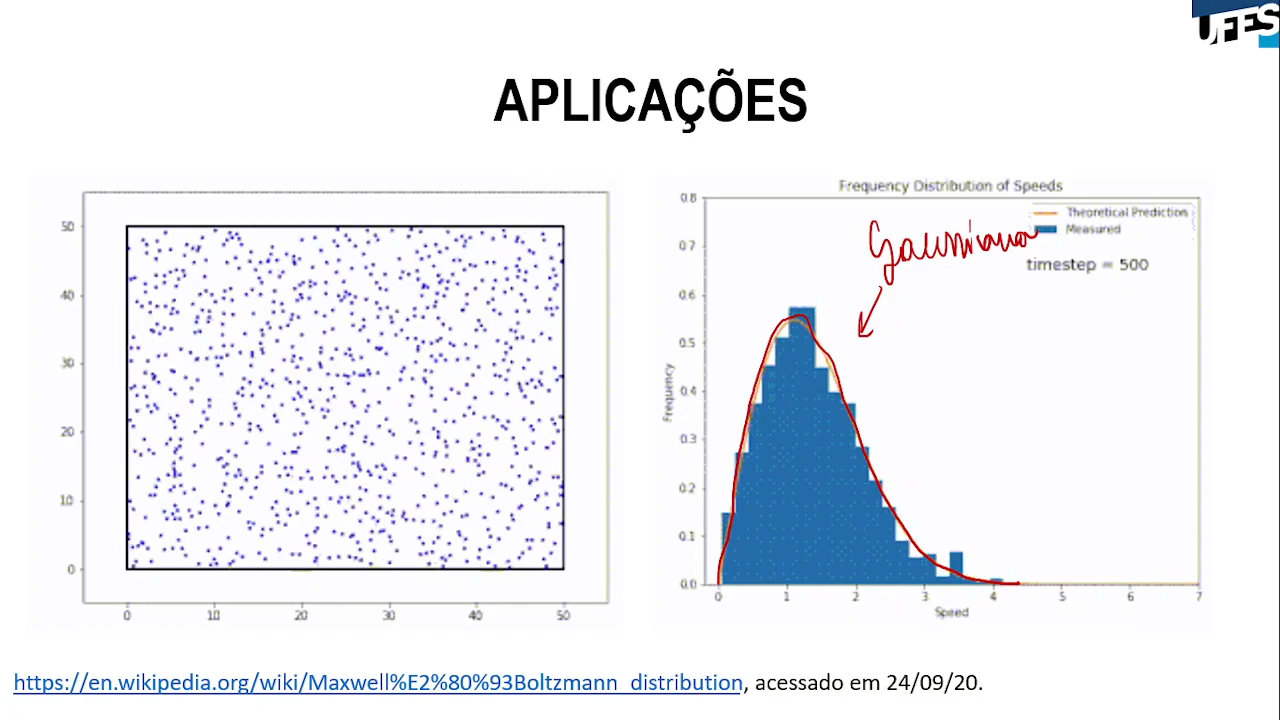 UFES
APLICAÇÕES
50
40
30
20
10
0
0 10 20 30 40 50
Frequency Distribution of Speeds
0.8
0.7
0.6
0.5
0.4
0.3
0.2
0.1
0.0
Frequency
Theoretical Prediction
Measured
timestep = 500
Gaussiana
0 1 2 3 4 5 6 7
Speed
https://en.wikipedia.org/wiki/Maxwell%E2%80%93Boltzmann_distribution, acessado em 24/09/20.